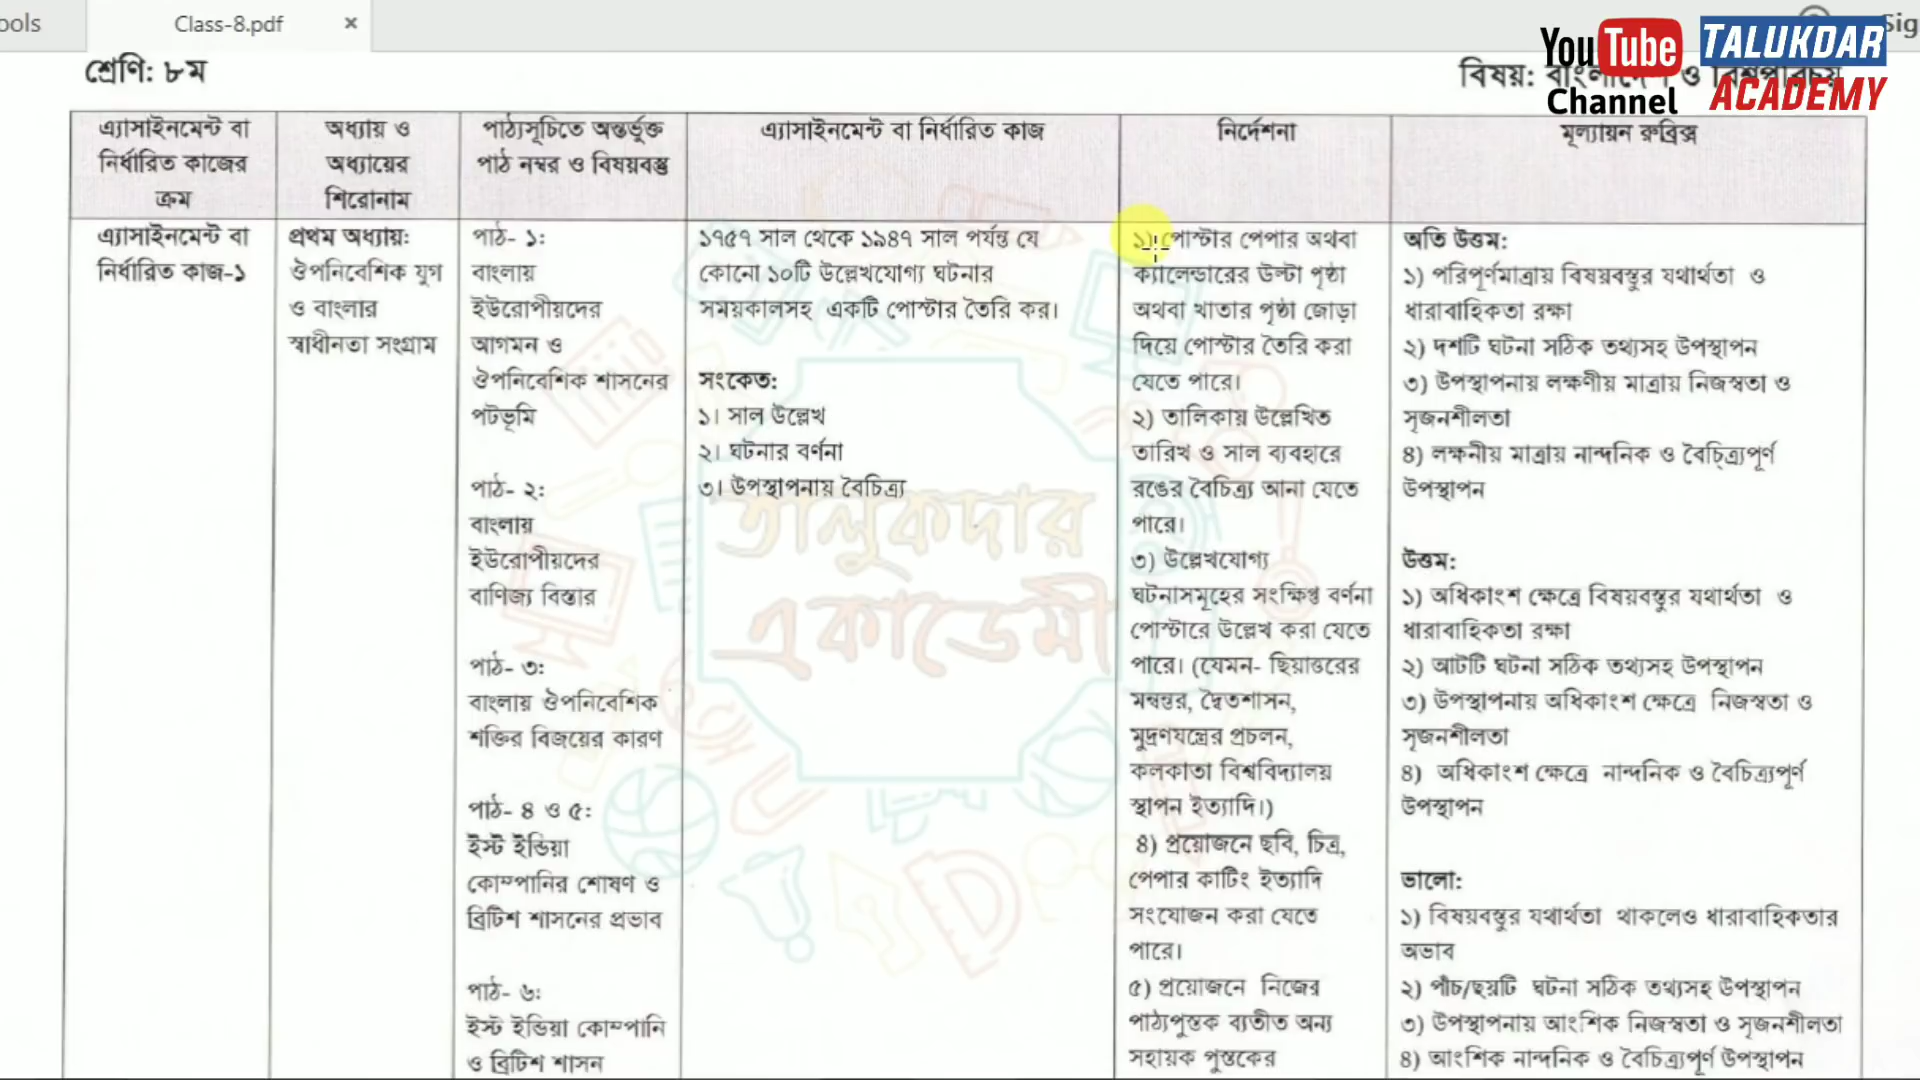 ools
Class-8.pdf
×
Sig
You Tube
Channel
TALUKDAR
ACADEMY
শ্রেণি: ৮ম
বিষয়: ও
এ্যাসাইনমেন্ট বা
নির্ধারিত কাজের
ক্রম
অধ্যায় ও
অধ্যায়ের
শিরোনাম
পাঠ্যসূচিতে অন্তর্ভুক্ত
পাঠ নম্বর ও বিষয়বস্তু
এ্যাসাইনমেন্ট বা নির্ধারিত কাজ
নির্দেশনা
মূল্যায়ন রুব্রিক্স
এ্যাসাইনমেন্ট বা
নির্ধারিত কাজ-১
প্রথম অধ্যায়:
ঔপনিবেশিক যুগ
ও বাংলার
স্বাধীনতা সংগ্রাম
পাঠ- ১:
বাংলায়
ইউরোপীয়দের
আগমন ও
ঔপনিবেশিক শাসনের
পটভূমি
পাঠ- ২:
বাংলায়
ইউরোপীয়দের
বাণিজ্য বিস্তার
পাঠ- ৩:
বাংলায় ঔপনিবেশিক
শক্তির বিজয়ের কারণ
পাঠ- ৪ ও ৫:
ইস্ট ইন্ডিয়া
কোম্পানির শোষণ ও
ব্রিটিশ শাসনের প্রভাব
পাঠ- ৬:
ইস্ট ইন্ডিয়া কোম্পানি
ও ব্রিটিশ শাসন
১৭৫৭ সাল থেকে ১৯৪৭ সাল পর্যন্ত যে
কোনো ১০টি উল্লেখযোগ্য ঘটনার
সময়কালসহ একটি পোস্টার তৈরি কর।
সংকেত:
১। সাল উল্লেখ
২। ঘটনার বর্ণনা
৩। উপস্থাপনায় বৈচিত্র্য
তালুকদার
একাডেমী
১) পোস্টার পেপার অথবা
ক্যালেন্ডারের উল্টা পৃষ্ঠা
অথবা খাতার পৃষ্ঠা জোড়া
দিয়ে পোস্টার তৈরি করা
যেতে পারে।
২) তালিকায় উল্লেখিত
তারিখ ও সাল ব্যবহারে
রঙের বৈচিত্র্য আনা যেতে
পারে।
৩) উল্লেখযোগ্য
ঘটনাসমূহের সংক্ষিপ্ত বর্ণনা
পোস্টারে উল্লেখ করা যেতে
পারে। (যেমন- ছিয়াত্তরের
মন্বন্তর, দ্বৈতশাসন,
মুদ্রণযন্ত্রের প্রচলন,
কলকাতা বিশ্ববিদ্যালয়
স্থাপন ইত্যাদি।)
৪) প্রয়োজনে ছবি, চিত্র,
পেপার কাটিং ইত্যাদি
সংযোজন করা যেতে
পারে।
৫) প্রয়োজনে নিজের
পাঠ্যপুস্তক ব্যতীত অন্য
সহায়ক পুস্তকের
অতি উত্তম:
১) পরিপূর্ণমাত্রায় বিষয়বস্তুর যথার্থতা ও
ধারাবাহিকতা রক্ষা
২) দশটি ঘটনা সঠিক তথ্যসহ উপস্থাপন
৩) উপস্থাপনায় লক্ষণীয় মাত্রায় নিজস্বতা ও
সৃজনশীলতা
৪) লক্ষনীয় মাত্রায় নান্দনিক ও বৈচিত্র্যপূর্ণ
উপস্থাপন
উত্তম:
১) অধিকাংশ ক্ষেত্রে বিষয়বস্তুর যথার্থতা ও
ধারাবাহিকতা রক্ষা
২) আটটি ঘটনা সঠিক তথ্যসহ উপস্থাপন
৩) উপস্থাপনায় অধিকাংশ ক্ষেত্রে নিজস্বতা ও
সৃজনশীলতা
৪) অধিকাংশ ক্ষেত্রে নান্দনিক ও বৈচিত্র্যপূর্ণ
উপস্থাপন
ভালো:
১) বিষয়বস্তুর যথার্থতা থাকলেও ধারাবাহিকতার
অভাব
২) পাঁচ/ছয়টি ঘটনা সঠিক তথ্যসহ উপস্থাপন
৩) উপস্থাপনায় আংশিক নিজস্বতা ও সৃজনশীলতা
৪) আংশিক নান্দনিক ও বৈচিত্র্যপূর্ণ উপস্থাপন